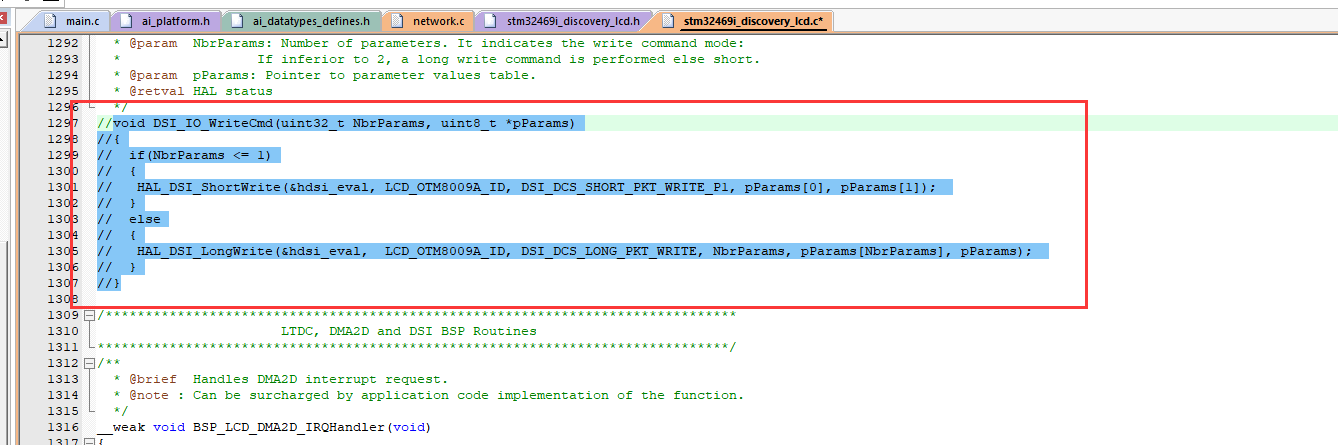 main.c ai_platform.h ai_datatypes_defines.h network.c stm32469i_discovery_lcd.h stm32469i_discovery_lcd.c*
1292 * @param NbrParams: Number of parameters. It indicates the write command mode:
1293 * If inferior to 2, a long write command is performed else short.
1294 * @param pParams: Pointer to parameter values table.
1295 * @retval HAL status
1296 */
1297 //void DSI_IO_WriteCmd(uint32_t NbrParams, uint8_t *pParams)
1298 //{
1299 // if(NbrParams <= 1)
1300 // {
1301 // HAL_DSI_ShortWrite(&hdsi_eval, LCD_OTM8009A_ID, DSI_DCS_SHORT_PKT_WRITE_P1, pParams[0], pParams[1]);
1302 // }
1303 // else
1304 // {
1305 // HAL_DSI_LongWrite(&hdsi_eval, LCD_OTM8009A_ID, DSI_DCS_LONG_PKT_WRITE, NbrParams, pParams[NbrParams], pParams);
1306 // }
1307 //}
1308
1309 /*******************************************************************************
1310 LTDC, DMA2D and DSI BSP Routines
1311 *******************************************************************************/
1312 /**
1313 * @brief Handles DMA2D interrupt request.
1314 * @note : Can be surcharged by application code implementation of the function.
1315 */
1316 __weak void BSP_LCD_DMA2D_IRQHandler(void)
1317 {